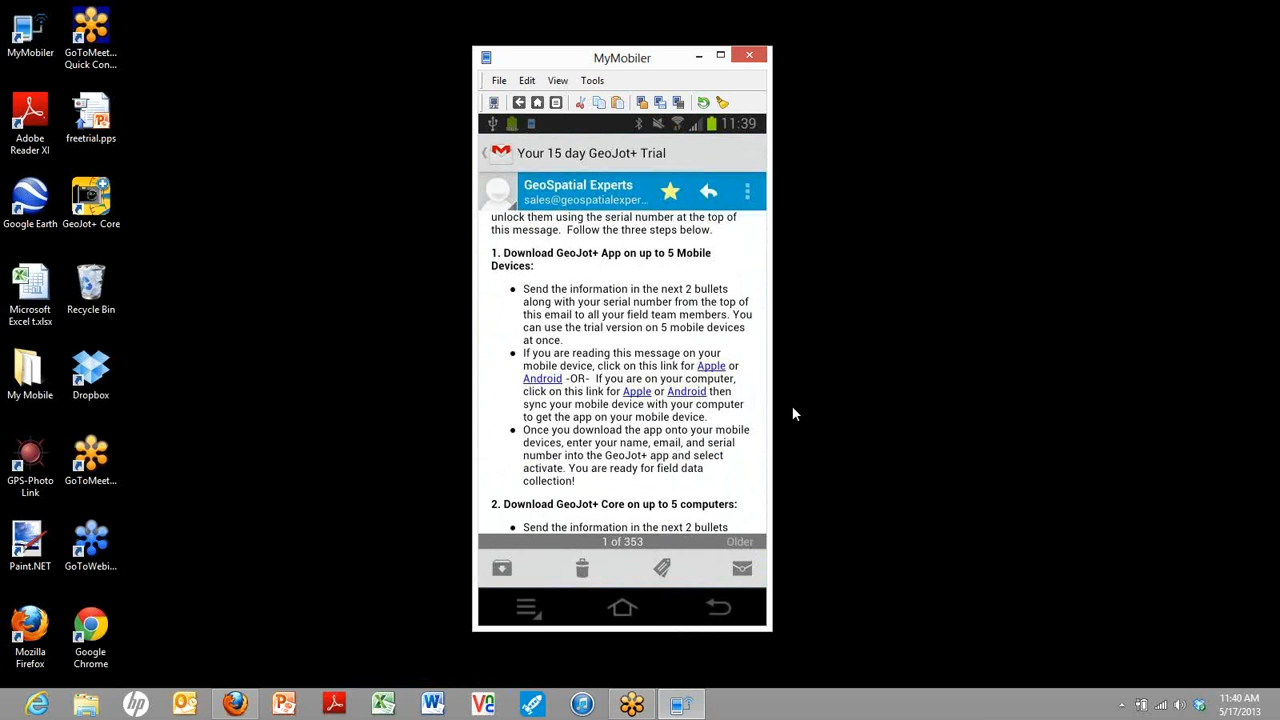 MyMobiler
GoToMeet...
Quick Con...
Adobe
Reader XI
freetrial.pps
Google Earth
GeoJot+ Core
Microsoft
Excel t.xlsx
Recycle Bin
My Mobile
Dropbox
GPS-Photo
Link
GoToMeet...
Paint.NET
GoToWebi...
Mozilla
Firefox
Google
Chrome
MyMobiler
File Edit View Tools
11:39
Your 15 day GeoJot+ Trial
GeoSpatial Experts
sales@geospatialexper...
unlock them using the serial number at the top of
this message. Follow the three steps below.
1. Download GeoJot+ App on up to 5 Mobile
Devices:
● Send the information in the next 2 bullets
along with your serial number from the top of
this email to all your field team members. You
can use the trial version on 5 mobile devices
at once.
● If you are reading this message on your
mobile device, click on this link for Apple or
Android -OR- If you are on your computer,
click on this link for Apple or Android then
sync your mobile device with your computer
to get the app on your mobile device.
● Once you download the app onto your mobile
devices, enter your name, email, and serial
number into the GeoJot+ app and select
activate. You are ready for field data
collection!
2. Download GeoJot+ Core on up to 5 computers:
● Send the information in the next 2 bullets
1 of 353 Older
11:40 AM
5/17/2013